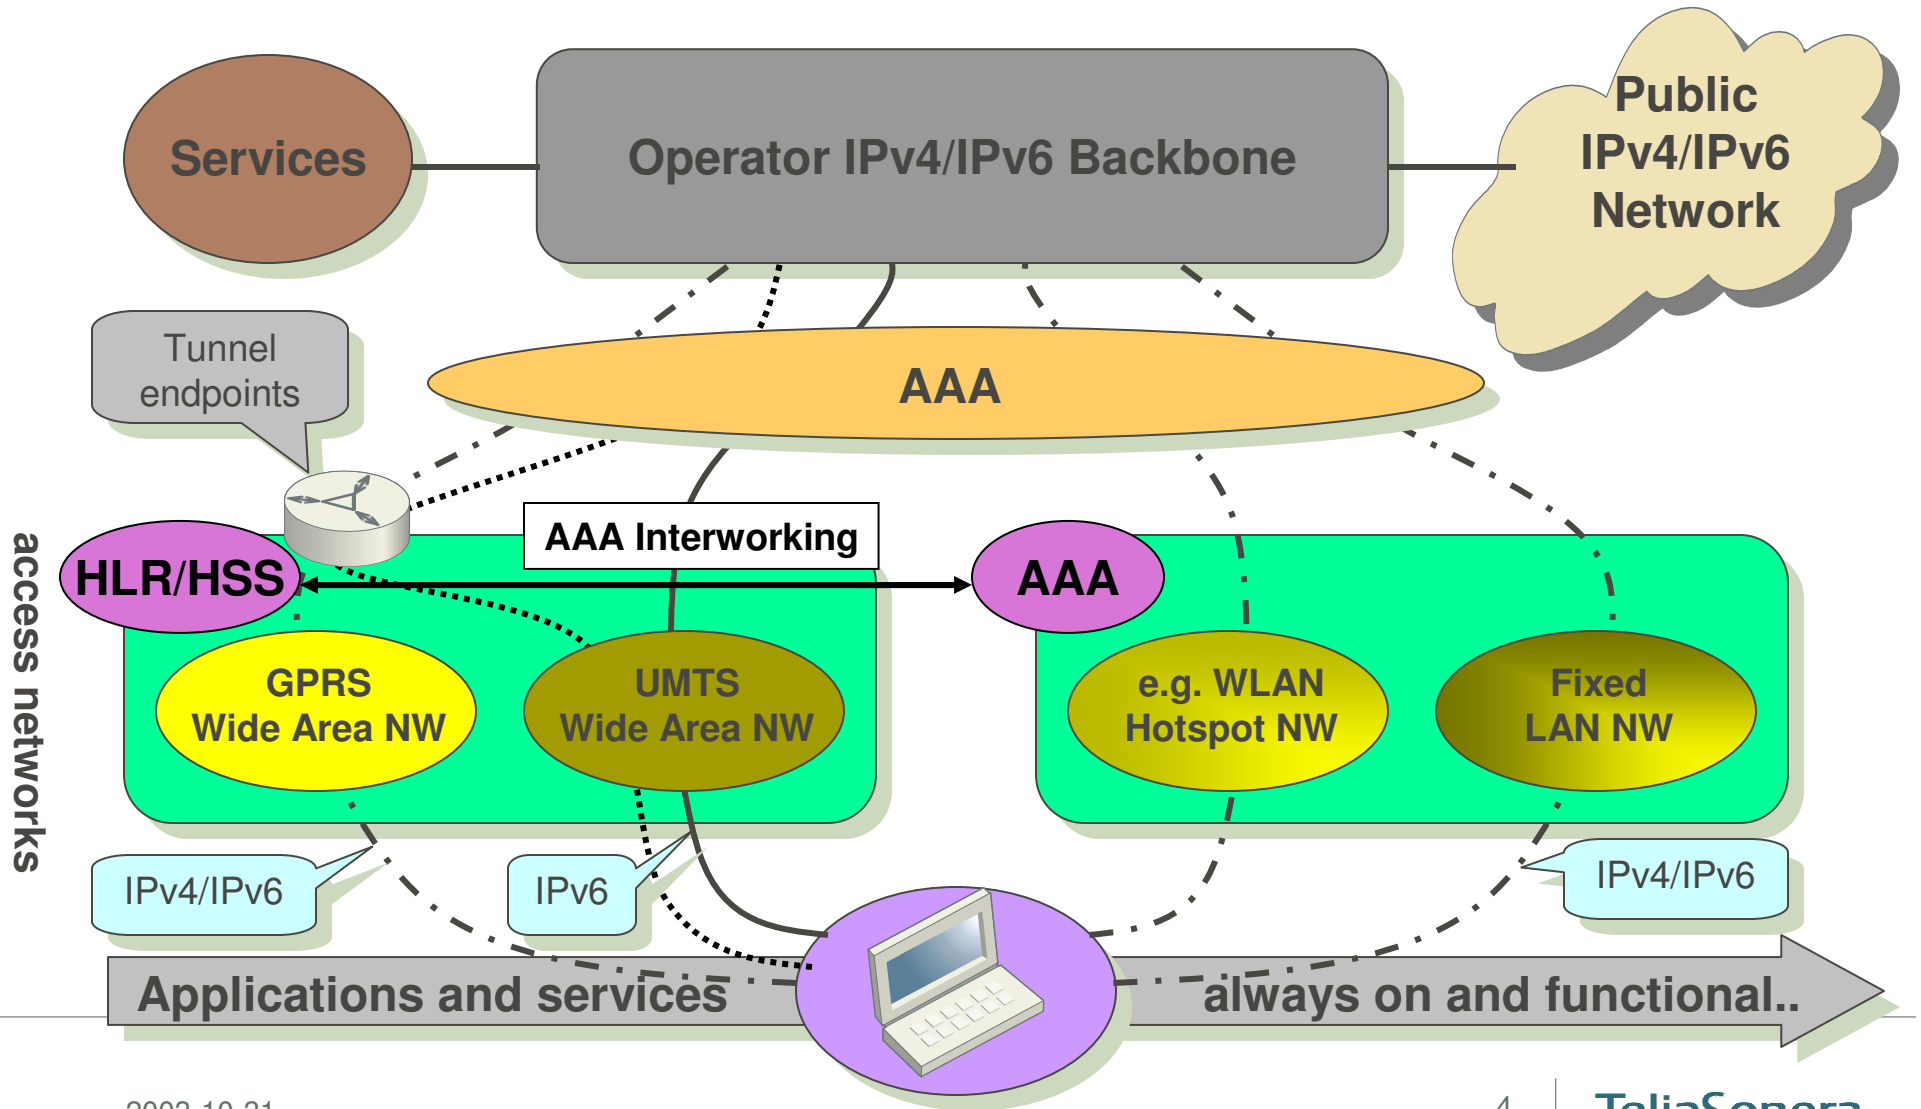 Services
Operator IPv4/IPv6 Backbone
Public
IPv4/IPv6
Network
Tunnel
endpoints
AAA
AAA Interworking
HLR/HSS
AAA
access networks
GPRS
Wide Area NW
UMTS
Wide Area NW
e.g. WLAN
Hotspot NW
Fixed
LAN NW
IPv4/IPv6
IPv6
IPv4/IPv6
Applications and services
always on and functional..
4
TeliaSonera